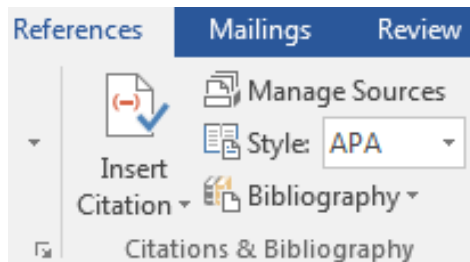 References Mailings Review
Manage Sources
Style: APA
Insert
Citation
Bibliography
Citations & Bibliography